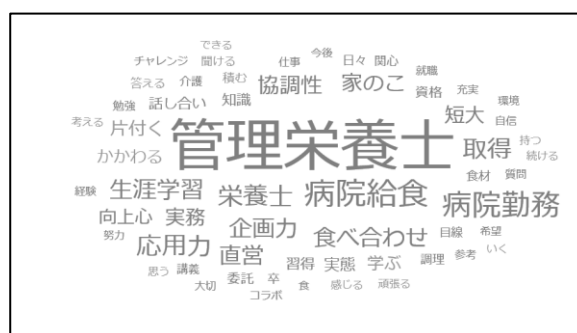 できる 今後
チャレンジ 聞ける 仕事 日々 関心 就職
答える 介護 積む 協調性 家のこ 資格 充実
勉強 話し合い 知識 短大 環境
考える 片付く 管理栄養士 取得 自信 持つ
かかわる 続ける
食材 質問
経験 生涯学習 栄養士 病院給食 病院勤務
向上心 実務 企画力 食べ合わせ 目線 希望
努力 応用力 直営 調理 参考 いく
思う 講義 習得 実態 学ぶ
大切 委託 卒 食 感じる 頑張る
コラボ